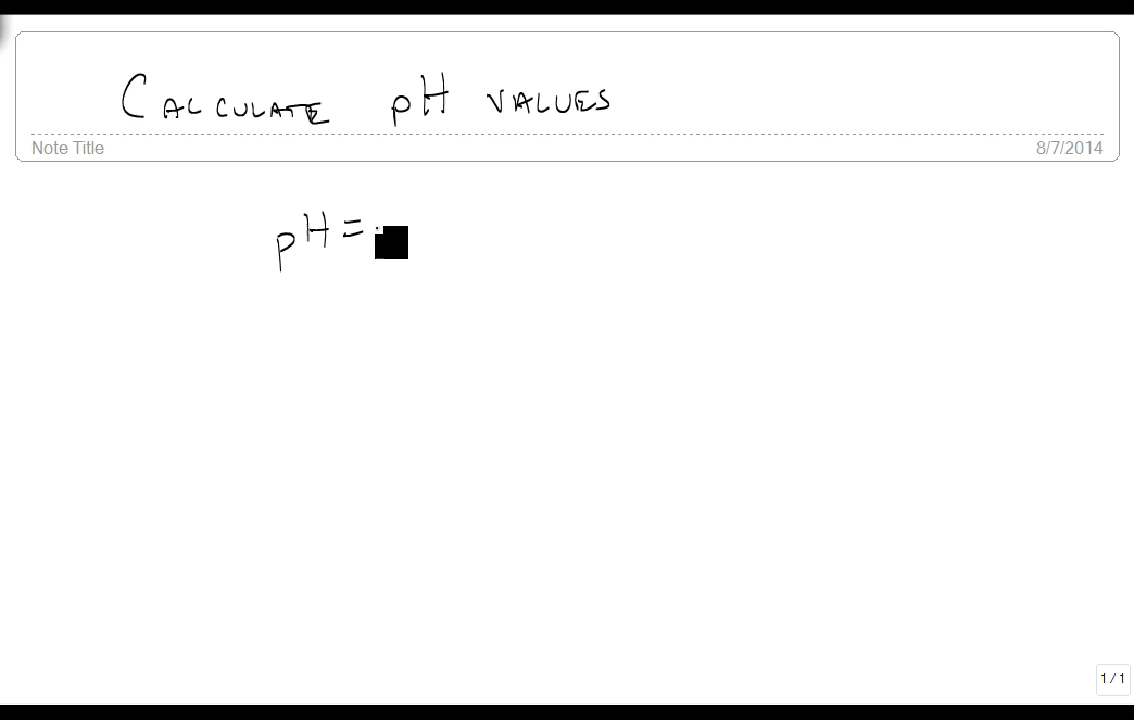 CALCULATE pH VALUES
Note Title
8/7/2014
pH=
1/1